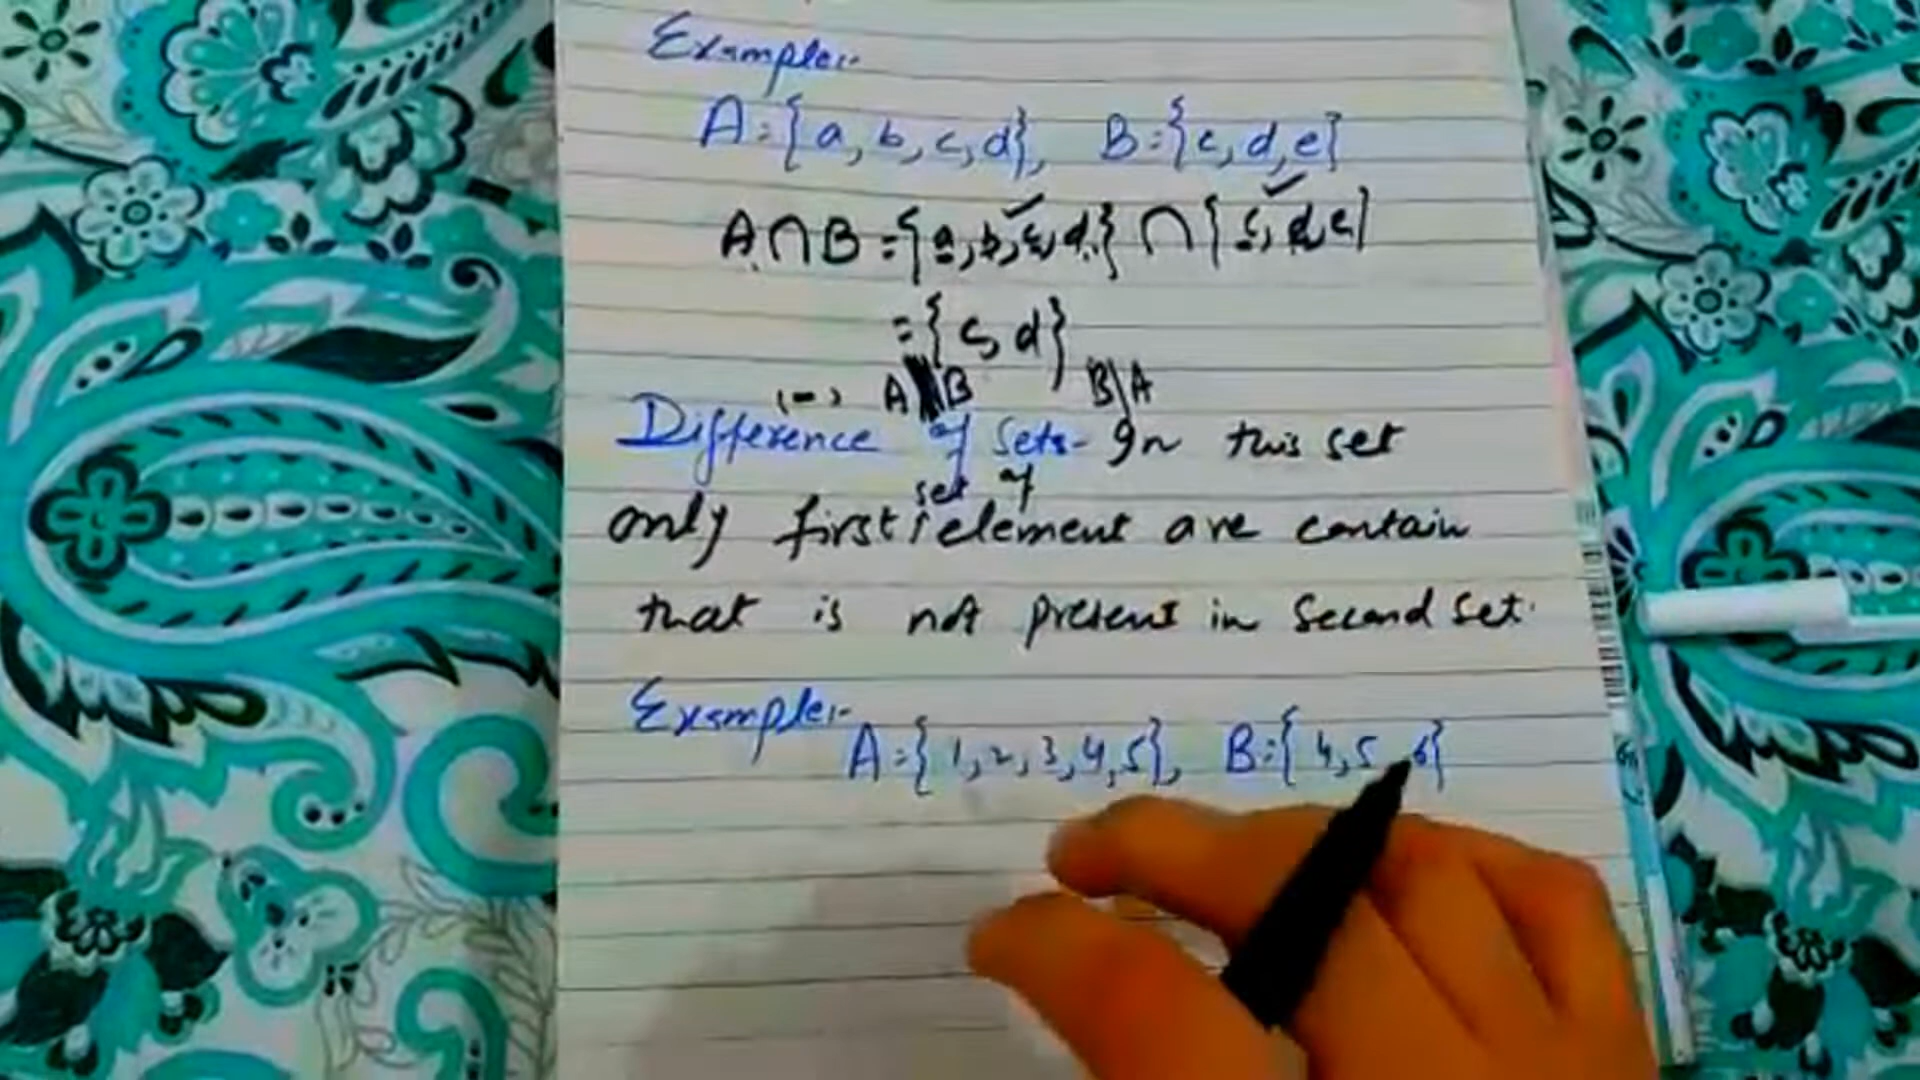 Example:-
A={a,b,c,d}, B={c,d,e}
A∩B={a,b,c,d}∩{c,d,e}
={c,d}
(-) A\B B\A
Difference of sets- In this set
set of
only first element are contain
that is not present in Second set.
Example:-
A={1,2,3,4,5}, B={4,5,6}